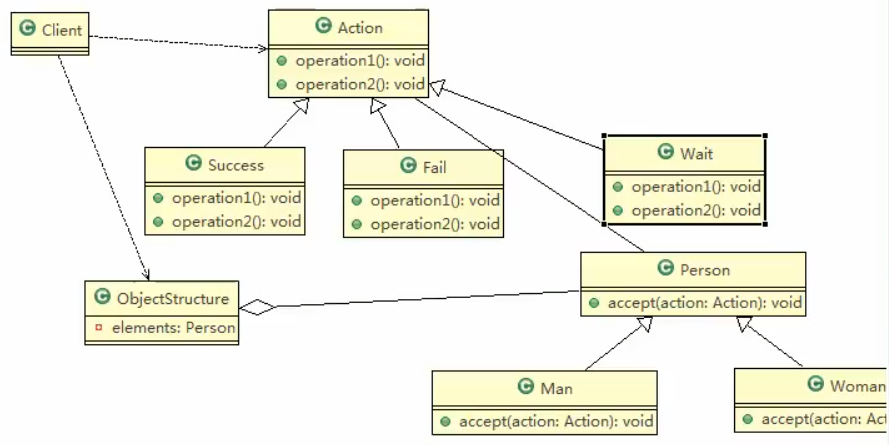 Client
Action
operation1(): void
operation2(): void
Success
operation1(): void
operation2(): void
Fail
operation1(): void
operation2(): void
Wait
operation1(): void
operation2(): void
ObjectStructure
elements: Person
Person
accept(action: Action): void
Man
accept(action: Action): void
Woman
accept(action: